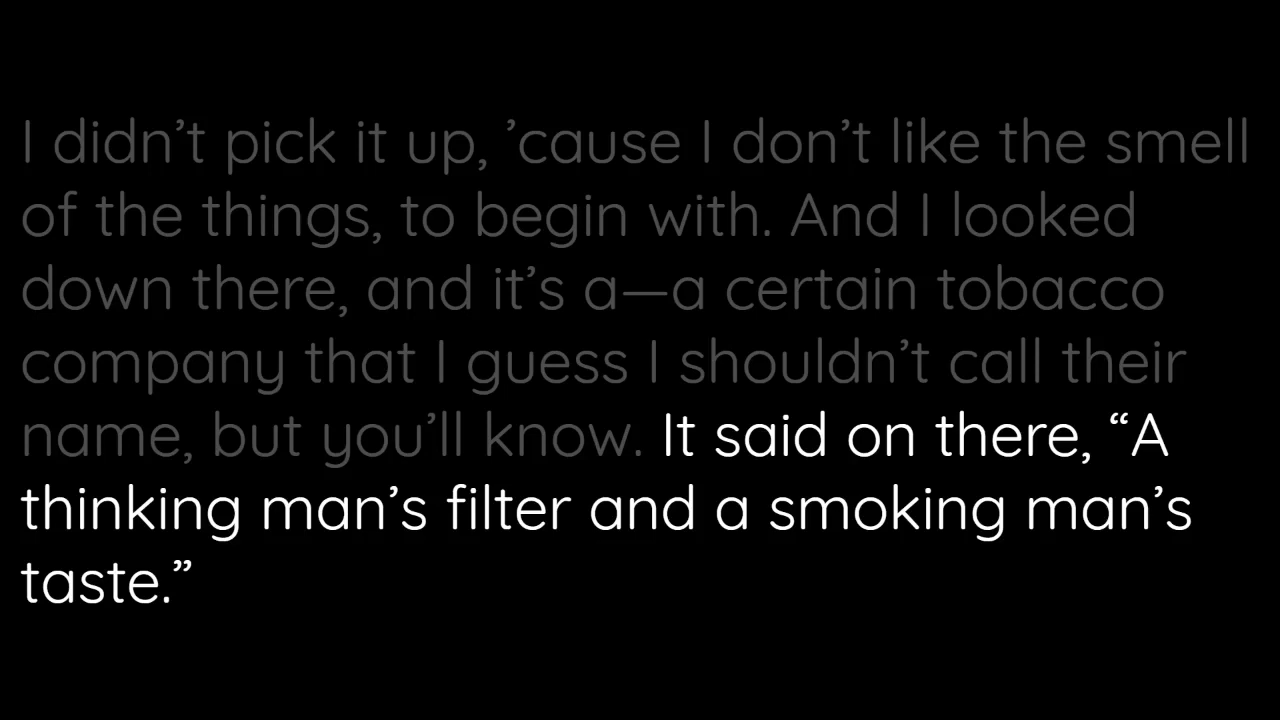 I didn’t pick it up, ’cause I don’t like the smell
of the things, to begin with. And I looked
down there, and it’s a—a certain tobacco
company that I guess I shouldn’t call their
name, but you’ll know. It said on there, “A
thinking man’s filter and a smoking man’s
taste.”